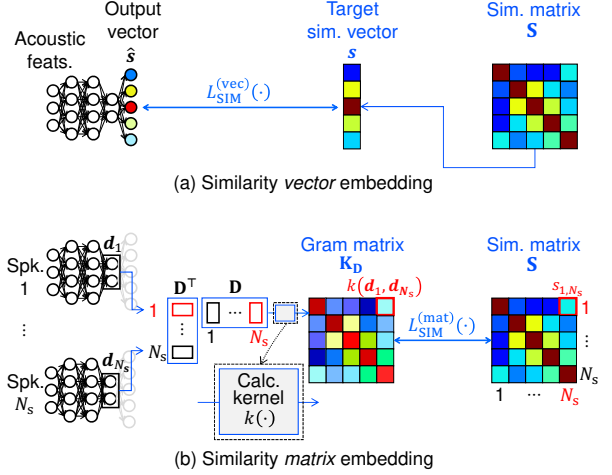 Acoustic feats.
Output vector
ŝ
Target sim. vector
s
Sim. matrix
S
L_SIM^(vec)(·)
(a) Similarity vector embedding
Spk. 1
⋮
Spk. N_s
d_1
d_{N_s}
D^⊤
D
1
⋮
N_s
1 ⋯ N_s
Calc. kernel k(·)
Gram matrix
K_D
k(d_1, d_{N_s})
L_SIM^(mat)(·)
Sim. matrix
S
s_{1,N_s}
1
⋮
N_s
1 ⋯ N_s
(b) Similarity matrix embedding